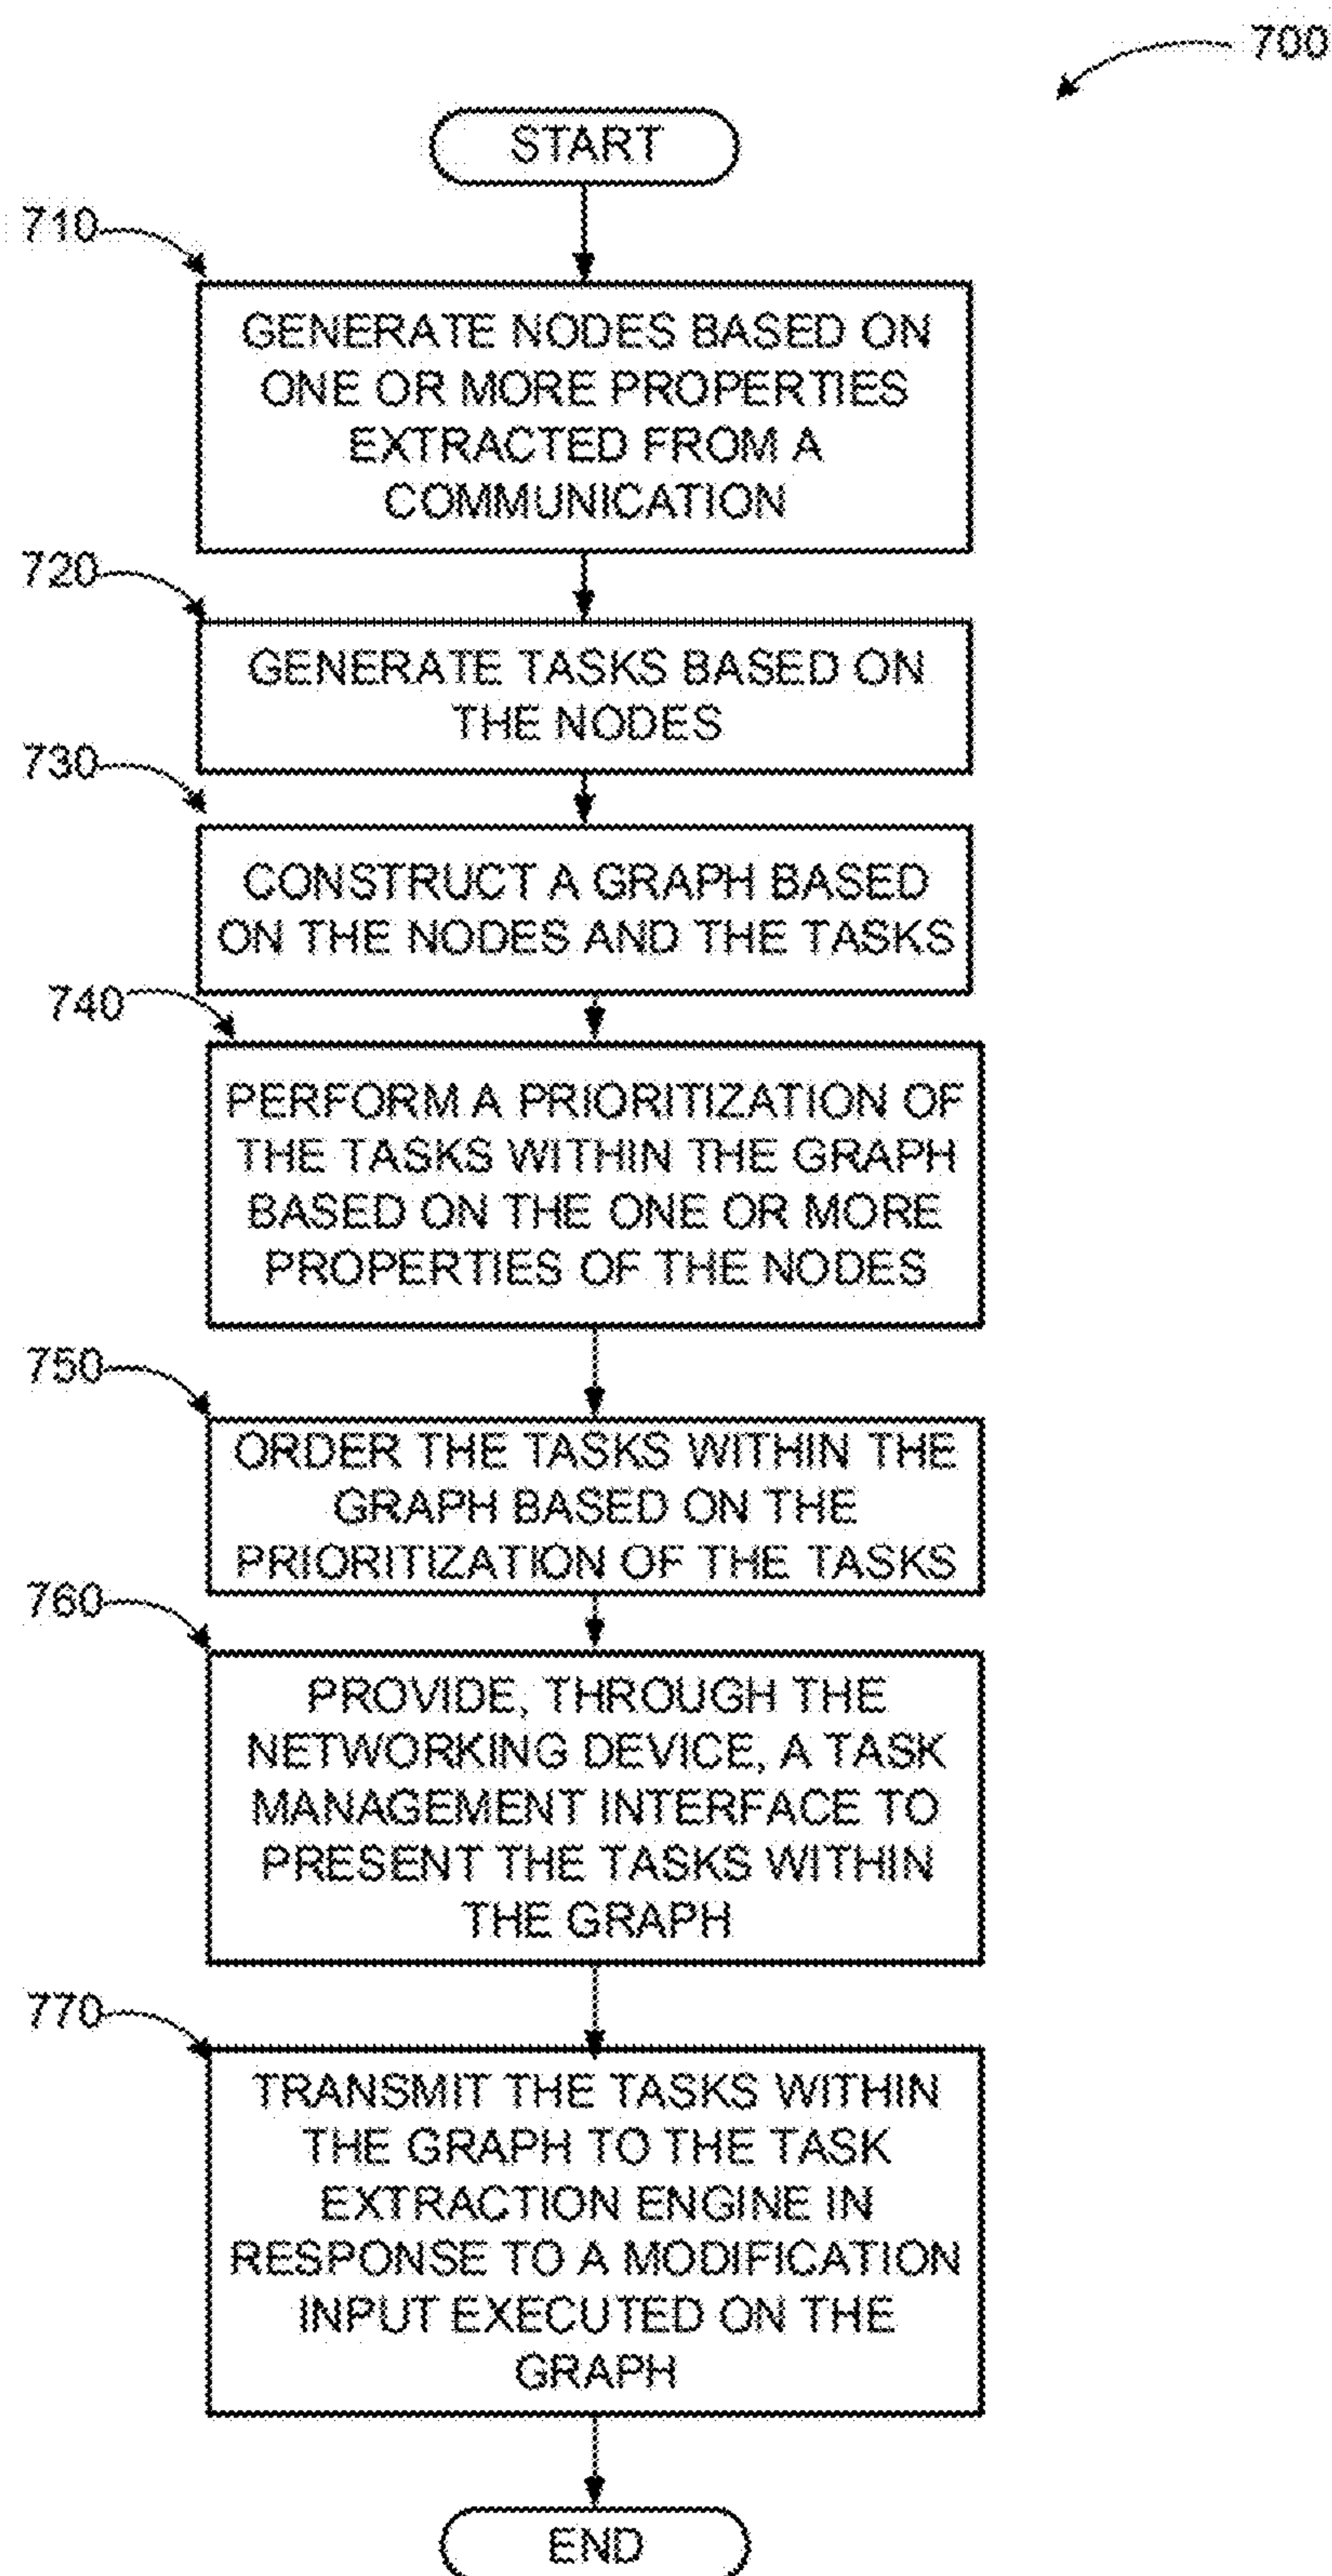 700
START
710
GENERATE NODES BASED ON
ONE OR MORE PROPERTIES
EXTRACTED FROM A
COMMUNICATION
720
GENERATE TASKS BASED ON
THE NODES
730
CONSTRUCT A GRAPH BASED
ON THE NODES AND THE TASKS
740
PERFORM A PRIORITIZATION OF
THE TASKS WITHIN THE GRAPH
BASED ON THE ONE OR MORE
PROPERTIES OF THE NODES
750
ORDER THE TASKS WITHIN THE
GRAPH BASED ON THE
PRIORITIZATION OF THE TASKS
760
PROVIDE, THROUGH THE
NETWORKING DEVICE, A TASK
MANAGEMENT INTERFACE TO
PRESENT THE TASKS WITHIN
THE GRAPH
770
TRANSMIT THE TASKS WITHIN
THE GRAPH TO THE TASK
EXTRACTION ENGINE IN
RESPONSE TO A MODIFICATION
INPUT EXECUTED ON THE
GRAPH
END